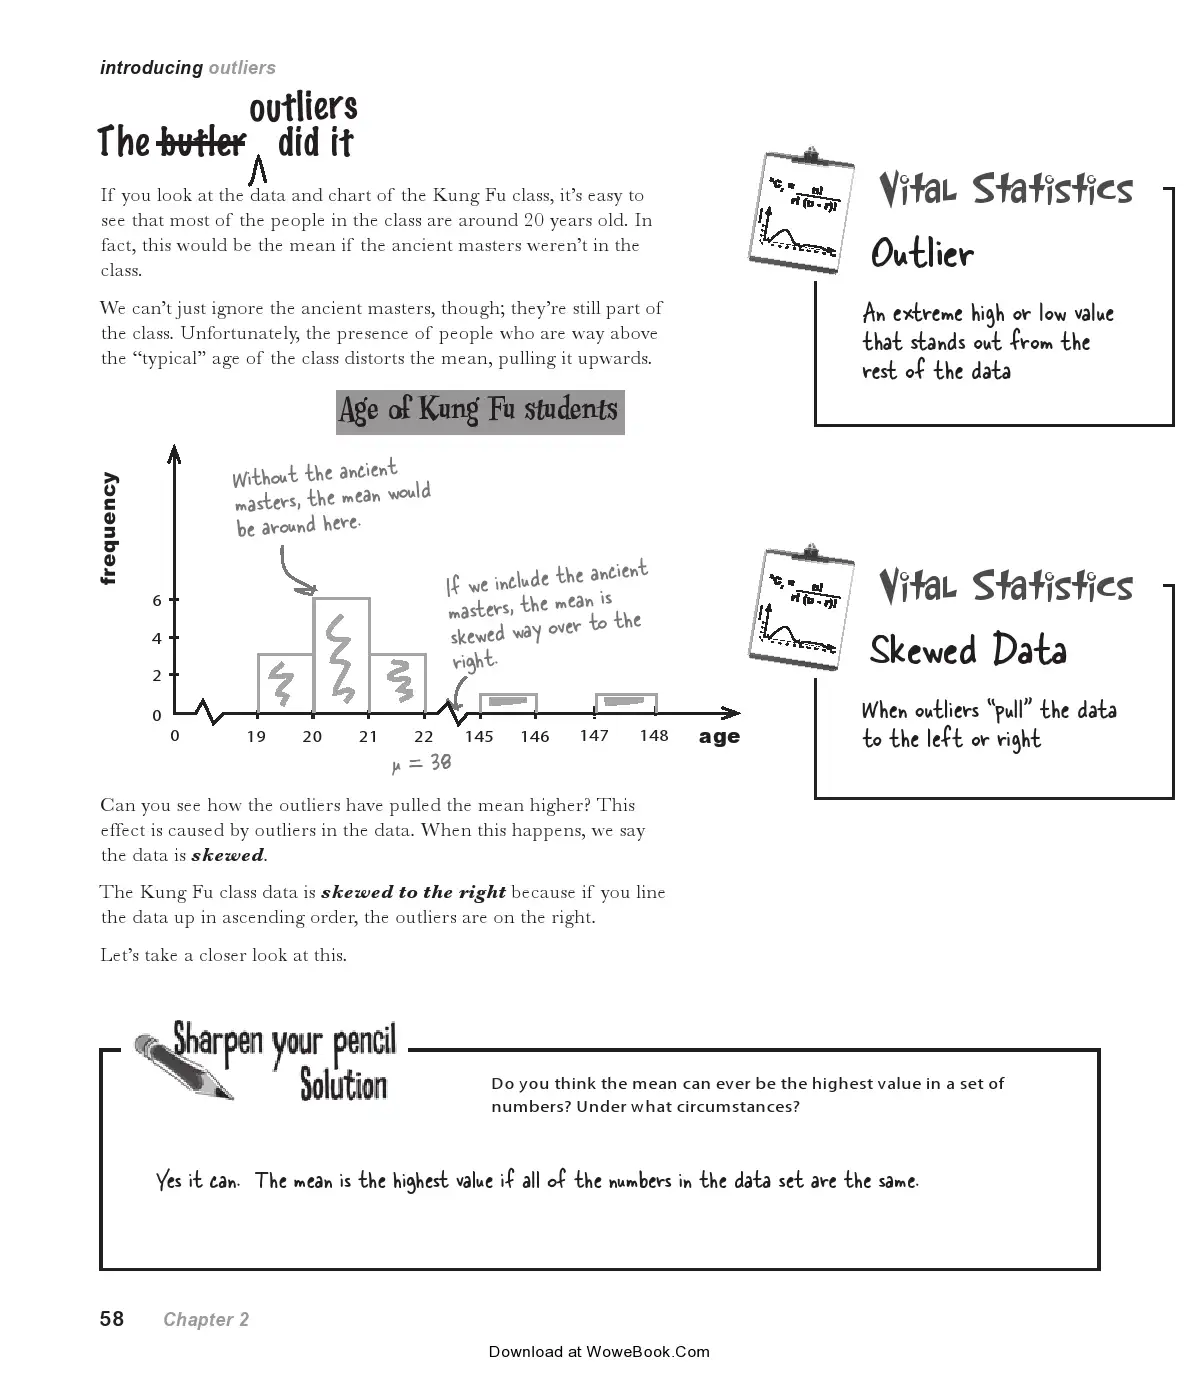 introducing outliers
outliers
The butler did it
If you look at the data and chart of the Kung Fu class, it’s easy to
see that most of the people in the class are around 20 years old. In
fact, this would be the mean if the ancient masters weren’t in the
class.
We can’t just ignore the ancient masters, though; they’re still part of
the class. Unfortunately, the presence of people who are way above
the “typical” age of the class distorts the mean, pulling it upwards.
Vital Statistics
Outlier
An extreme high or low value
that stands out from the
rest of the data
Age of Kung Fu students
frequency
Without the ancient
masters, the mean would
be around here.
If we include the ancient
masters, the mean is
skewed way over to the
right.
6
4
2
0
0 19 20 21 22 145 146 147 148 age
μ = 38
Vital Statistics
Skewed Data
When outliers “pull” the data
to the left or right
Can you see how the outliers have pulled the mean higher? This
effect is caused by outliers in the data. When this happens, we say
the data is skewed.
The Kung Fu class data is skewed to the right because if you line
the data up in ascending order, the outliers are on the right.
Let’s take a closer look at this.
Sharpen your pencil
Solution
Do you think the mean can ever be the highest value in a set of
numbers? Under what circumstances?
Yes it can. The mean is the highest value if all of the numbers in the data set are the same.
58 Chapter 2
Download at WoweBook.Com